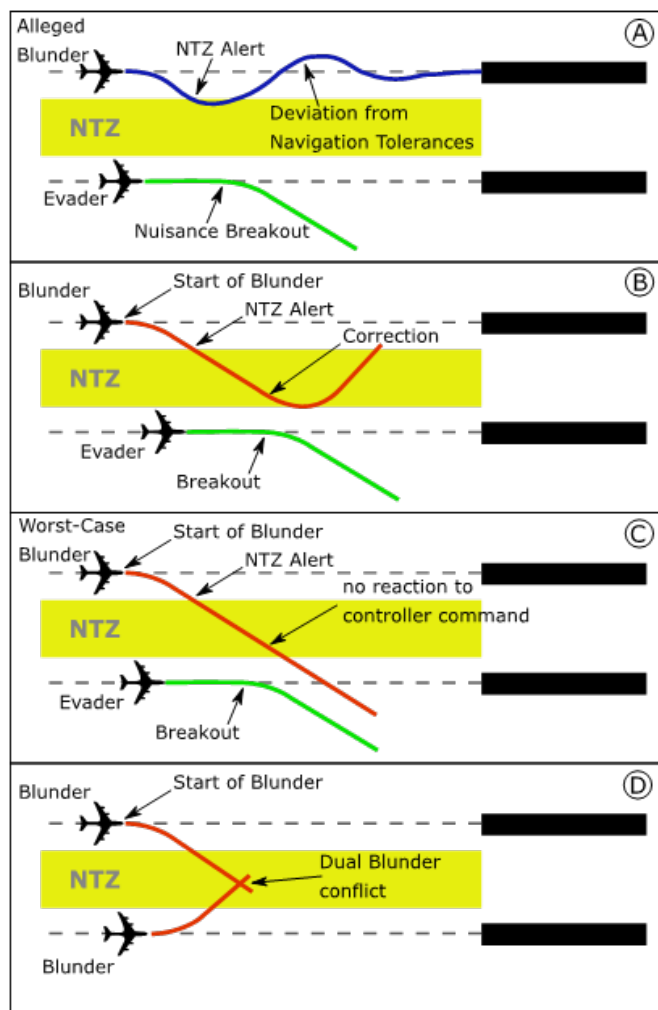 Alleged
Blunder
A
NTZ Alert
NTZ
Deviation from
Navigation Tolerances
Evader
Nuisance Breakout
B
Blunder
Start of Blunder
NTZ Alert
Correction
NTZ
Evader
Breakout
Worst-Case
Blunder
C
Start of Blunder
NTZ Alert
no reaction to
controller command
NTZ
Evader
Breakout
D
Blunder
Start of Blunder
NTZ
Dual Blunder
conflict
Blunder